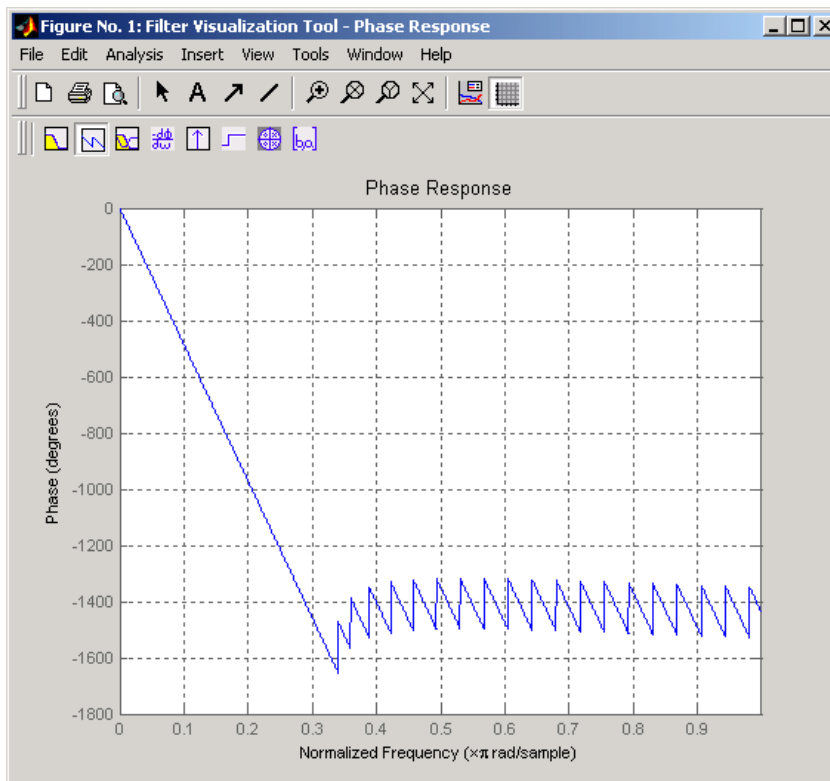 Figure No. 1: Filter Visualization Tool - Phase Response
File Edit Analysis Insert View Tools Window Help
A
-dφ
dω
[b,a]
Phase Response
0
-200
-400
-600
-800
-1000
-1200
-1400
-1600
-1800
Phase (degrees)
0 0.1 0.2 0.3 0.4 0.5 0.6 0.7 0.8 0.9
Normalized Frequency (×π rad/sample)